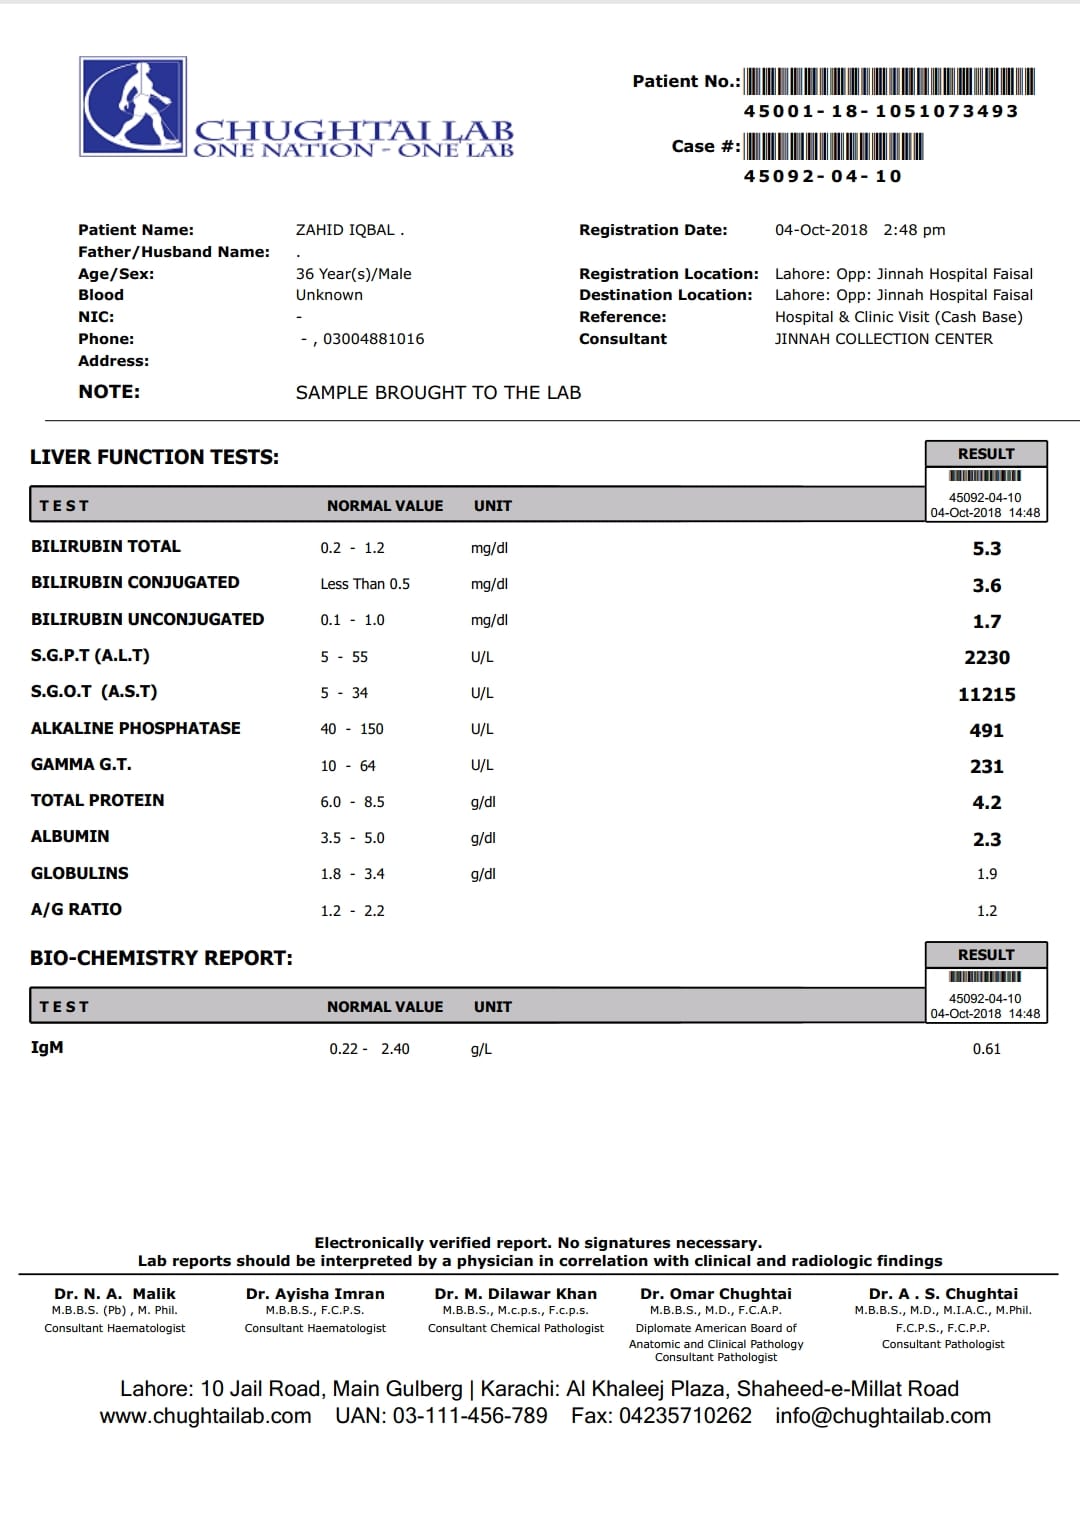 CHUGHTAI LAB
ONE NATION - ONE LAB
Patient No.:
45001-18-1051073493
Case #:
45092-04-10
Patient Name: ZAHID IQBAL . Registration Date: 04-Oct-2018 2:48 pm
Father/Husband Name: .
Age/Sex: 36 Year(s)/Male Registration Location: Lahore: Opp: Jinnah Hospital Faisal
Blood Unknown Destination Location: Lahore: Opp: Jinnah Hospital Faisal
NIC: - Reference: Hospital & Clinic Visit (Cash Base)
Phone: - , 03004881016 Consultant JINNAH COLLECTION CENTER
Address:
NOTE: SAMPLE BROUGHT TO THE LAB
LIVER FUNCTION TESTS: RESULT
45092-04-10
TEST NORMAL VALUE UNIT 04-Oct-2018 14:48
BILIRUBIN TOTAL 0.2 - 1.2 mg/dl 5.3
BILIRUBIN CONJUGATED Less Than 0.5 mg/dl 3.6
BILIRUBIN UNCONJUGATED 0.1 - 1.0 mg/dl 1.7
S.G.P.T (A.L.T) 5 - 55 U/L 2230
S.G.O.T (A.S.T) 5 - 34 U/L 11215
ALKALINE PHOSPHATASE 40 - 150 U/L 491
GAMMA G.T. 10 - 64 U/L 231
TOTAL PROTEIN 6.0 - 8.5 g/dl 4.2
ALBUMIN 3.5 - 5.0 g/dl 2.3
GLOBULINS 1.8 - 3.4 g/dl 1.9
A/G RATIO 1.2 - 2.2 1.2
BIO-CHEMISTRY REPORT: RESULT
45092-04-10
TEST NORMAL VALUE UNIT 04-Oct-2018 14:48
IgM 0.22 - 2.40 g/L 0.61
Electronically verified report. No signatures necessary.
Lab reports should be interpreted by a physician in correlation with clinical and radiologic findings
Dr. N. A. Malik Dr. Ayisha Imran Dr. M. Dilawar Khan Dr. Omar Chughtai Dr. A . S. Chughtai
M.B.B.S. (Pb) , M. Phil. M.B.B.S., F.C.P.S. M.B.B.S., M.c.p.s., F.c.p.s. M.B.B.S., M.D., F.C.A.P. M.B.B.S., M.D., M.I.A.C., M.Phil.
Consultant Haematologist Consultant Haematologist Consultant Chemical Pathologist Diplomate American Board of F.C.P.S., F.C.P.P.
Anatomic and Clinical Pathology Consultant Pathologist
Consultant Pathologist
Lahore: 10 Jail Road, Main Gulberg | Karachi: Al Khaleej Plaza, Shaheed-e-Millat Road
www.chughtailab.com UAN: 03-111-456-789 Fax: 04235710262 info@chughtailab.com